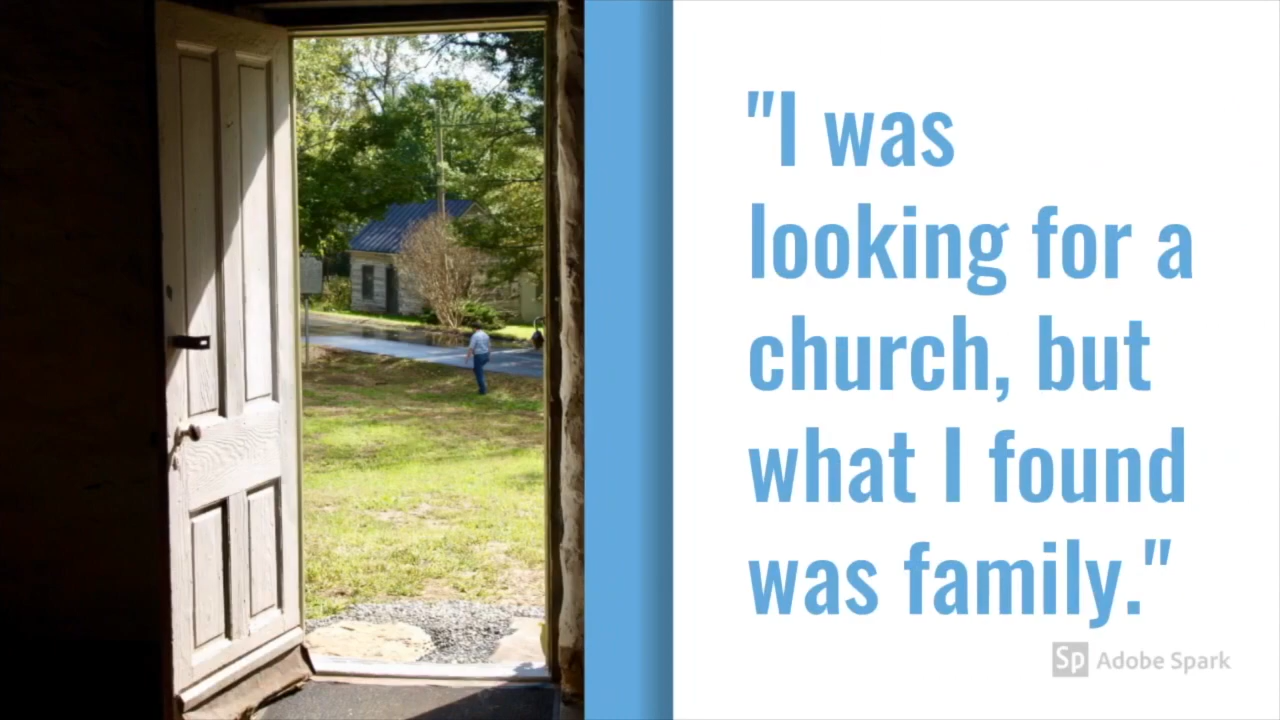 "I was
looking for a
church, but
what I found
was family."
Sp Adobe Spark